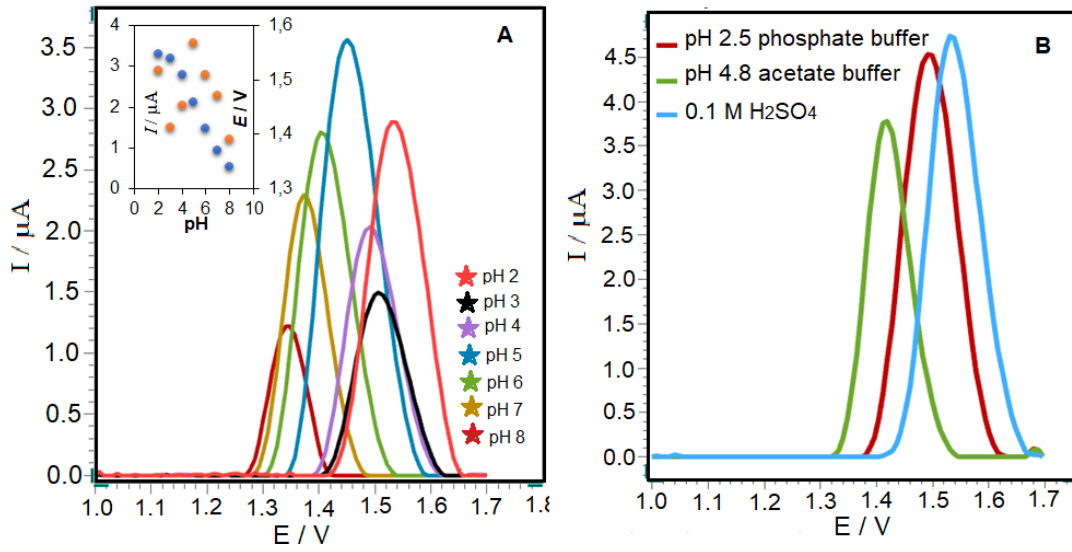 A
I / µA
3.5
3.0
2.5
2.0
1.5
1.0
0.5
0.0
1.0 1.1 1.2 1.3 1.4 1.5 1.6 1.7 1.8
E / V
4
3
2
1
0
I / µA
1,6
1,5
1,4
1,3
E / V
0 2 4 6 8 10
pH
pH 2
pH 3
pH 4
pH 5
pH 6
pH 7
pH 8
B
pH 2.5 phosphate buffer
pH 4.8 acetate buffer
0.1 M H2SO4
I / µA
4.5
4.0
3.5
4.5
2.5
2.0
1.5
1.0
0.5
0.0
1.0 1.1 1.2 1.3 1.4 1.5 1.6 1.7
E / V